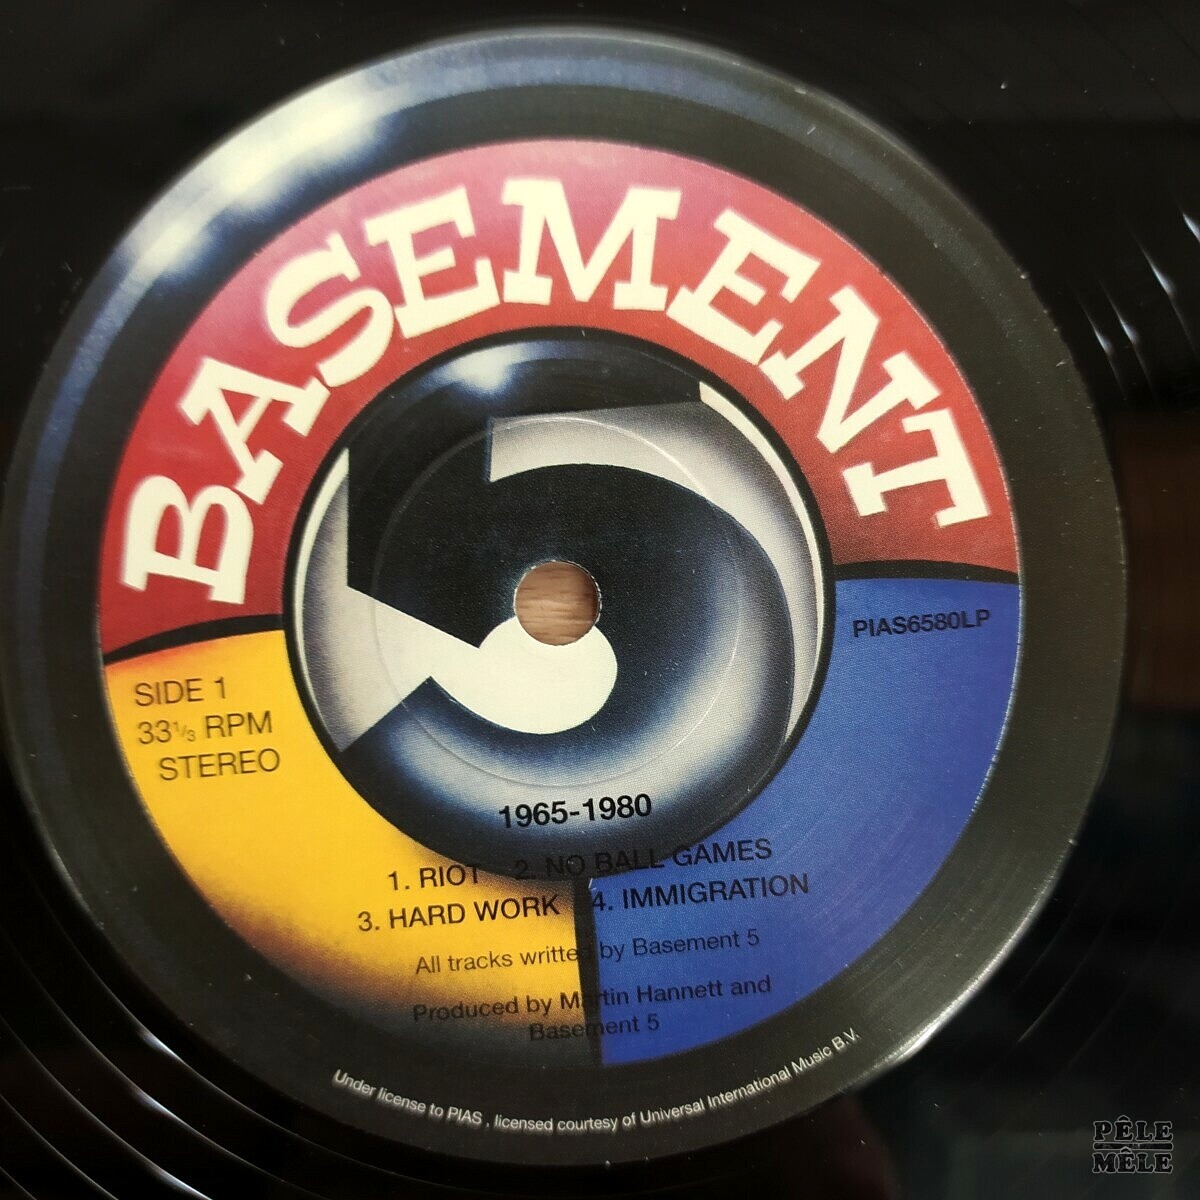 BASEMENT
5
PIAS6580LP
SIDE 1
33⅓ RPM
STEREO
1965-1980
1. RIOT 2. NO BALL GAMES
3. HARD WORK 4. IMMIGRATION
All tracks written by Basement 5
Produced by Martin Hannett and
Basement 5
Under license to PIAS , licensed courtesy of Universal International Music B.V.
PÊLE
MÊLE